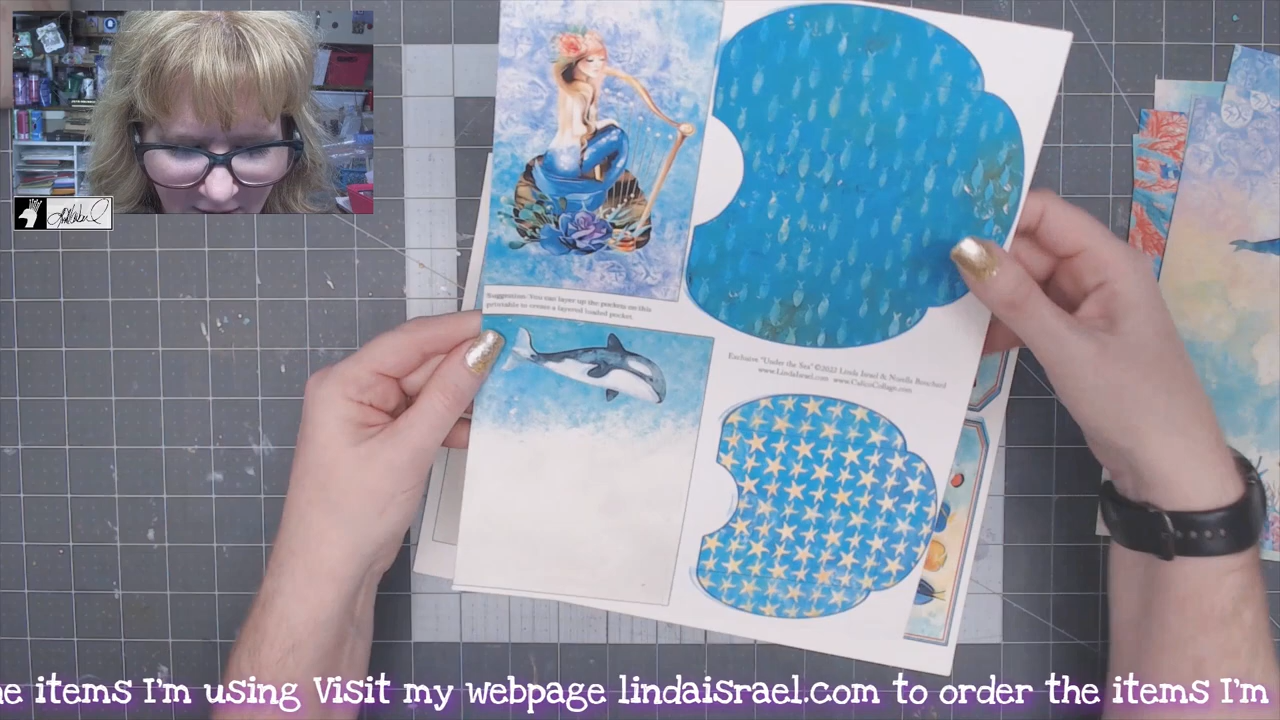 Suggestion: You can layer up the pockets on this
printable to create a layered loaded pocket.
Exclusive "Under the Sea" ©2022 Linda Israel &
www.LindaIsrael.com www.CalicoCollage.com
e items I'm using Visit my webpage lindaisrael.com to order the items I'm